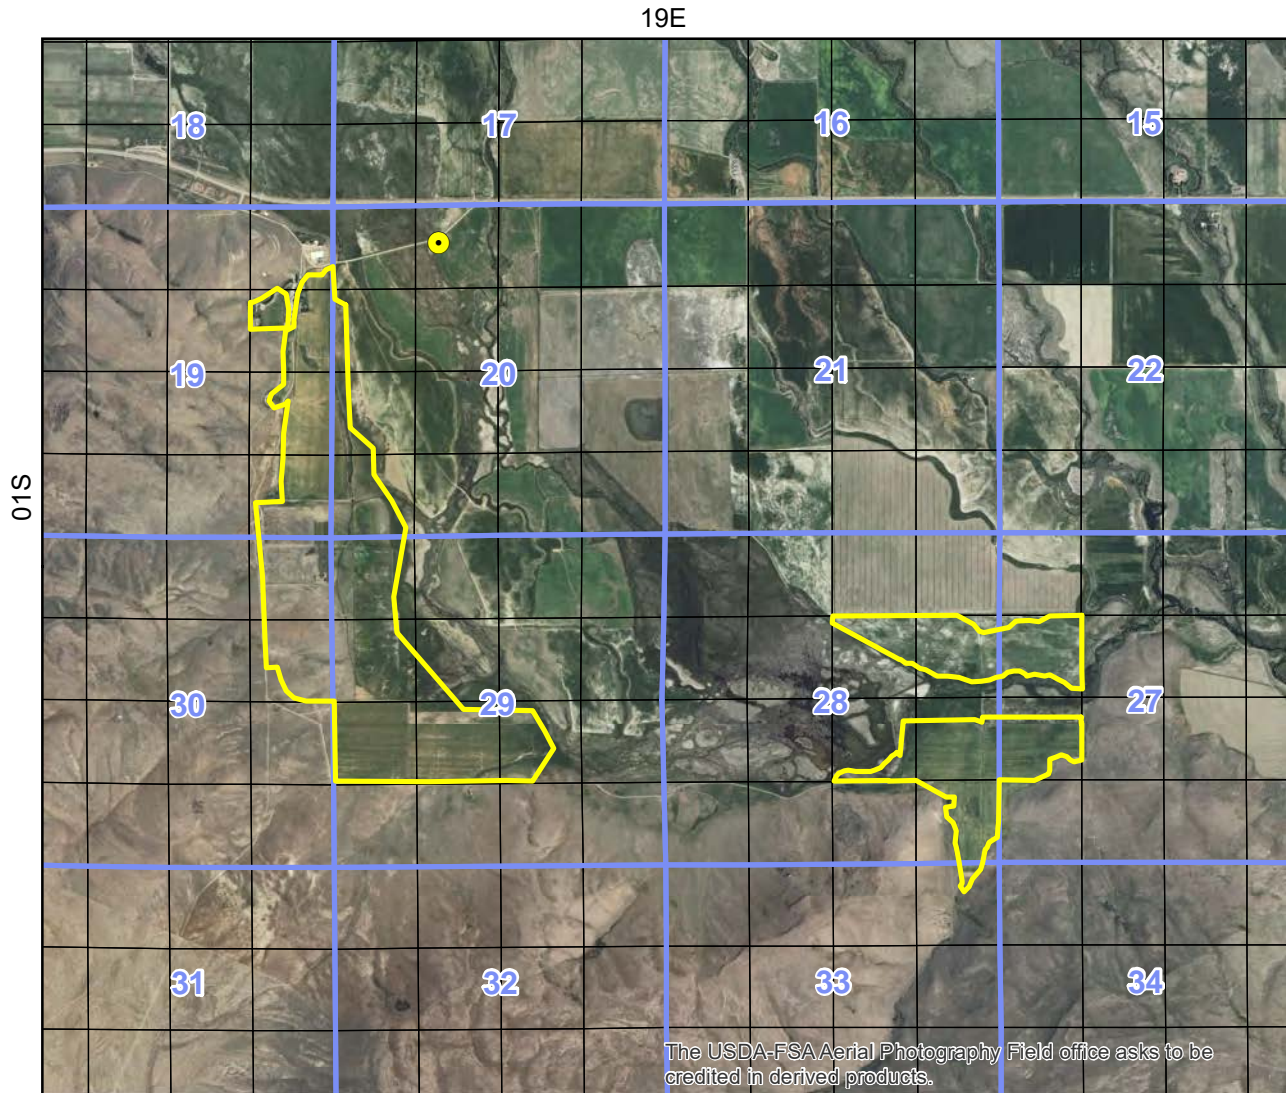 19E
18 17 16 15
19 20 21 22
01S
30 29 28 27
31 32 33 34
The USDA-FSA Aerial Photography Field office asks to be
credited in derived products.